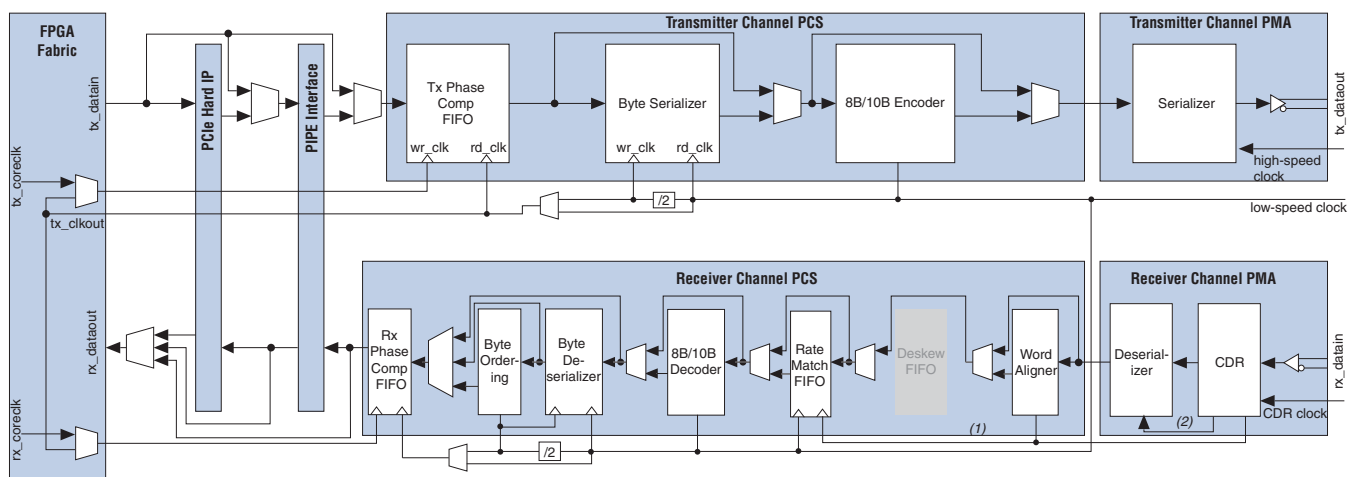 FPGA
Fabric
Transmitter Channel PCS
Transmitter Channel PMA
tx_datain
PCIe Hard IP
PIPE Interface
Tx Phase
Comp
FIFO
wr_clk
rd_clk
Byte Serializer
wr_clk
rd_clk
8B/10B Encoder
Serializer
tx_dataout
high-speed
clock
tx_coreclk
/2
tx_clkout
low-speed clock
Receiver Channel PCS
Receiver Channel PMA
rx_dataout
Rx
Phase
Comp
FIFO
Byte
Order-
ing
Byte
De-
serializer
8B/10B
Decoder
Rate
Match
FIFO
Deskew
FIFO
Word
Aligner
Deserial-
izer
CDR
rx_datain
CDR clock
rx_coreclk
(1)
(2)
/2